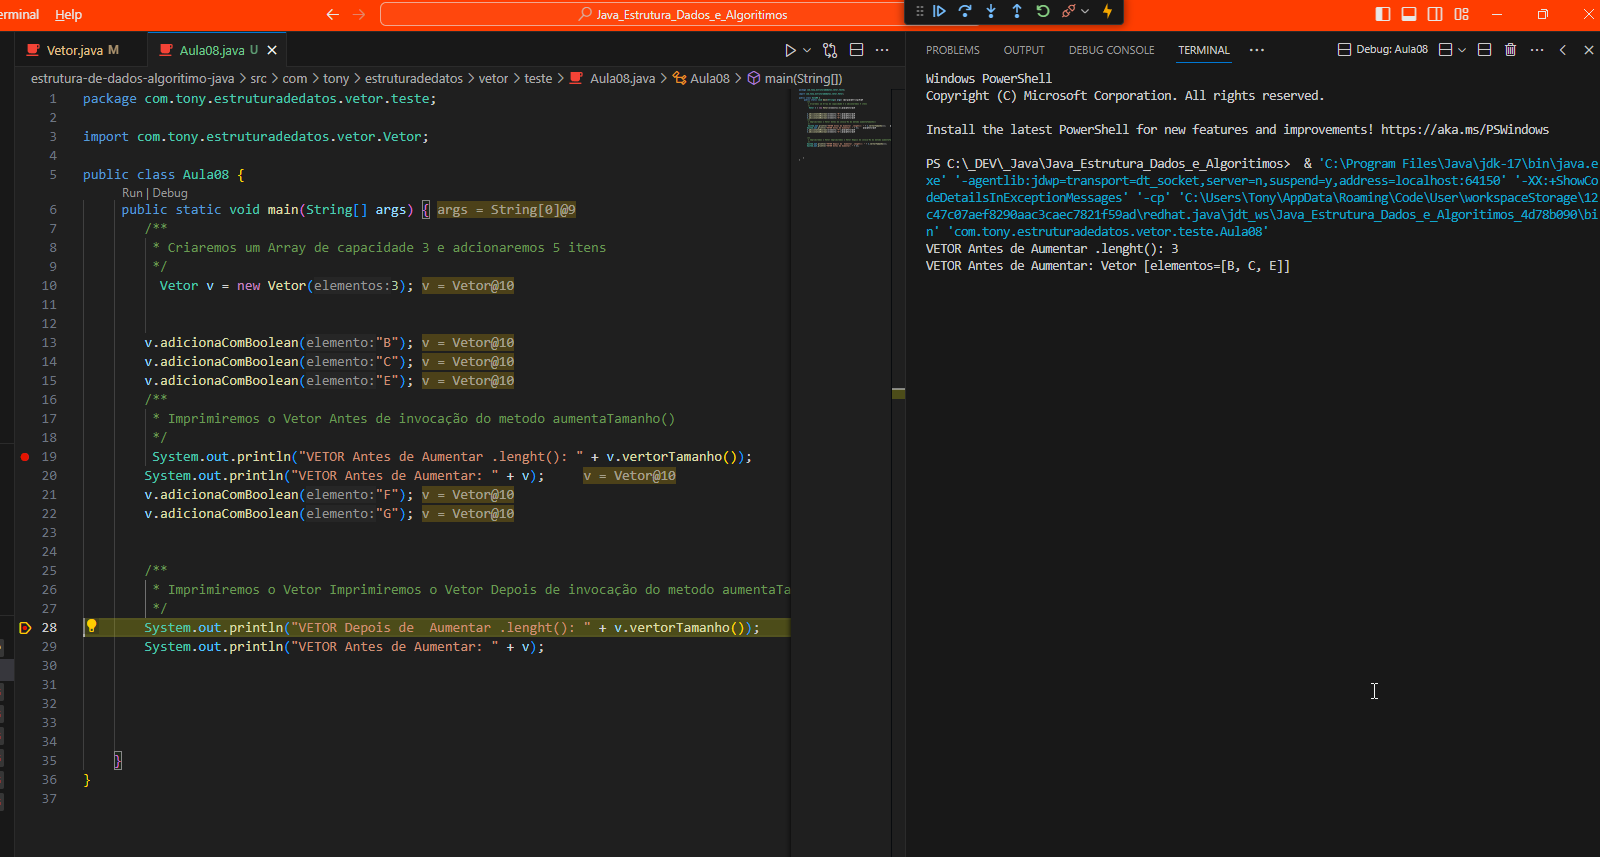 erminal Help
Java_Estrutura_Dados_e_Algoritimos
Vetor.java M
Aula08.java U
estrutura-de-dados-algoritimo-java > src > com > tony > estruturadedatos > vetor > teste > Aula08.java > Aula08 > main(String[])
1 package com.tony.estruturadedatos.vetor.teste;
2
3 import com.tony.estruturadedatos.vetor.Vetor;
4
5 public class Aula08 {
Run | Debug
6 public static void main(String[] args) { args = String[0]@9
7 /**
8 * Criaremos um Array de capacidade 3 e adcionaremos 5 itens
9 */
10 Vetor v = new Vetor(elementos:3); v = Vetor@10
11
12
13 v.adicionaComBoolean(elemento:"B"); v = Vetor@10
14 v.adicionaComBoolean(elemento:"C"); v = Vetor@10
15 v.adicionaComBoolean(elemento:"E"); v = Vetor@10
16 /**
17 * Imprimiremos o Vetor Antes de invocação do metodo aumentaTamanho()
18 */
19 System.out.println("VETOR Antes de Aumentar .lenght(): " + v.vertorTamanho());
20 System.out.println("VETOR Antes de Aumentar: " + v); v = Vetor@10
21 v.adicionaComBoolean(elemento:"F"); v = Vetor@10
22 v.adicionaComBoolean(elemento:"G"); v = Vetor@10
23
24
25 /**
26 * Imprimiremos o Vetor Imprimiremos o Vetor Depois de invocação do metodo aumentaTa
27 */
28 System.out.println("VETOR Depois de  Aumentar .lenght(): " + v.vertorTamanho());
29 System.out.println("VETOR Antes de Aumentar: " + v);
30
31
32
33
34
35 }
36 }
37
PROBLEMS OUTPUT DEBUG CONSOLE TERMINAL
Debug: Aula08
Windows PowerShell
Copyright (C) Microsoft Corporation. All rights reserved.
Install the latest PowerShell for new features and improvements! https://aka.ms/PSWindows
PS C:\_DEV\_Java\Java_Estrutura_Dados_e_Algoritimos>  & 'C:\Program Files\Java\jdk-17\bin\java.e
xe' '-agentlib:jdwp=transport=dt_socket,server=n,suspend=y,address=localhost:64150' '-XX:+ShowCo
deDetailsInExceptionMessages' '-cp' 'C:\Users\Tony\AppData\Roaming\Code\User\workspaceStorage\12
c47c07aef8290aac3caec7821f59ad\redhat.java\jdt_ws\Java_Estrutura_Dados_e_Algoritimos_4d78b090\bi
n' 'com.tony.estruturadedatos.vetor.teste.Aula08'
VETOR Antes de Aumentar .lenght(): 3
VETOR Antes de Aumentar: Vetor [elementos=[B, C, E]]